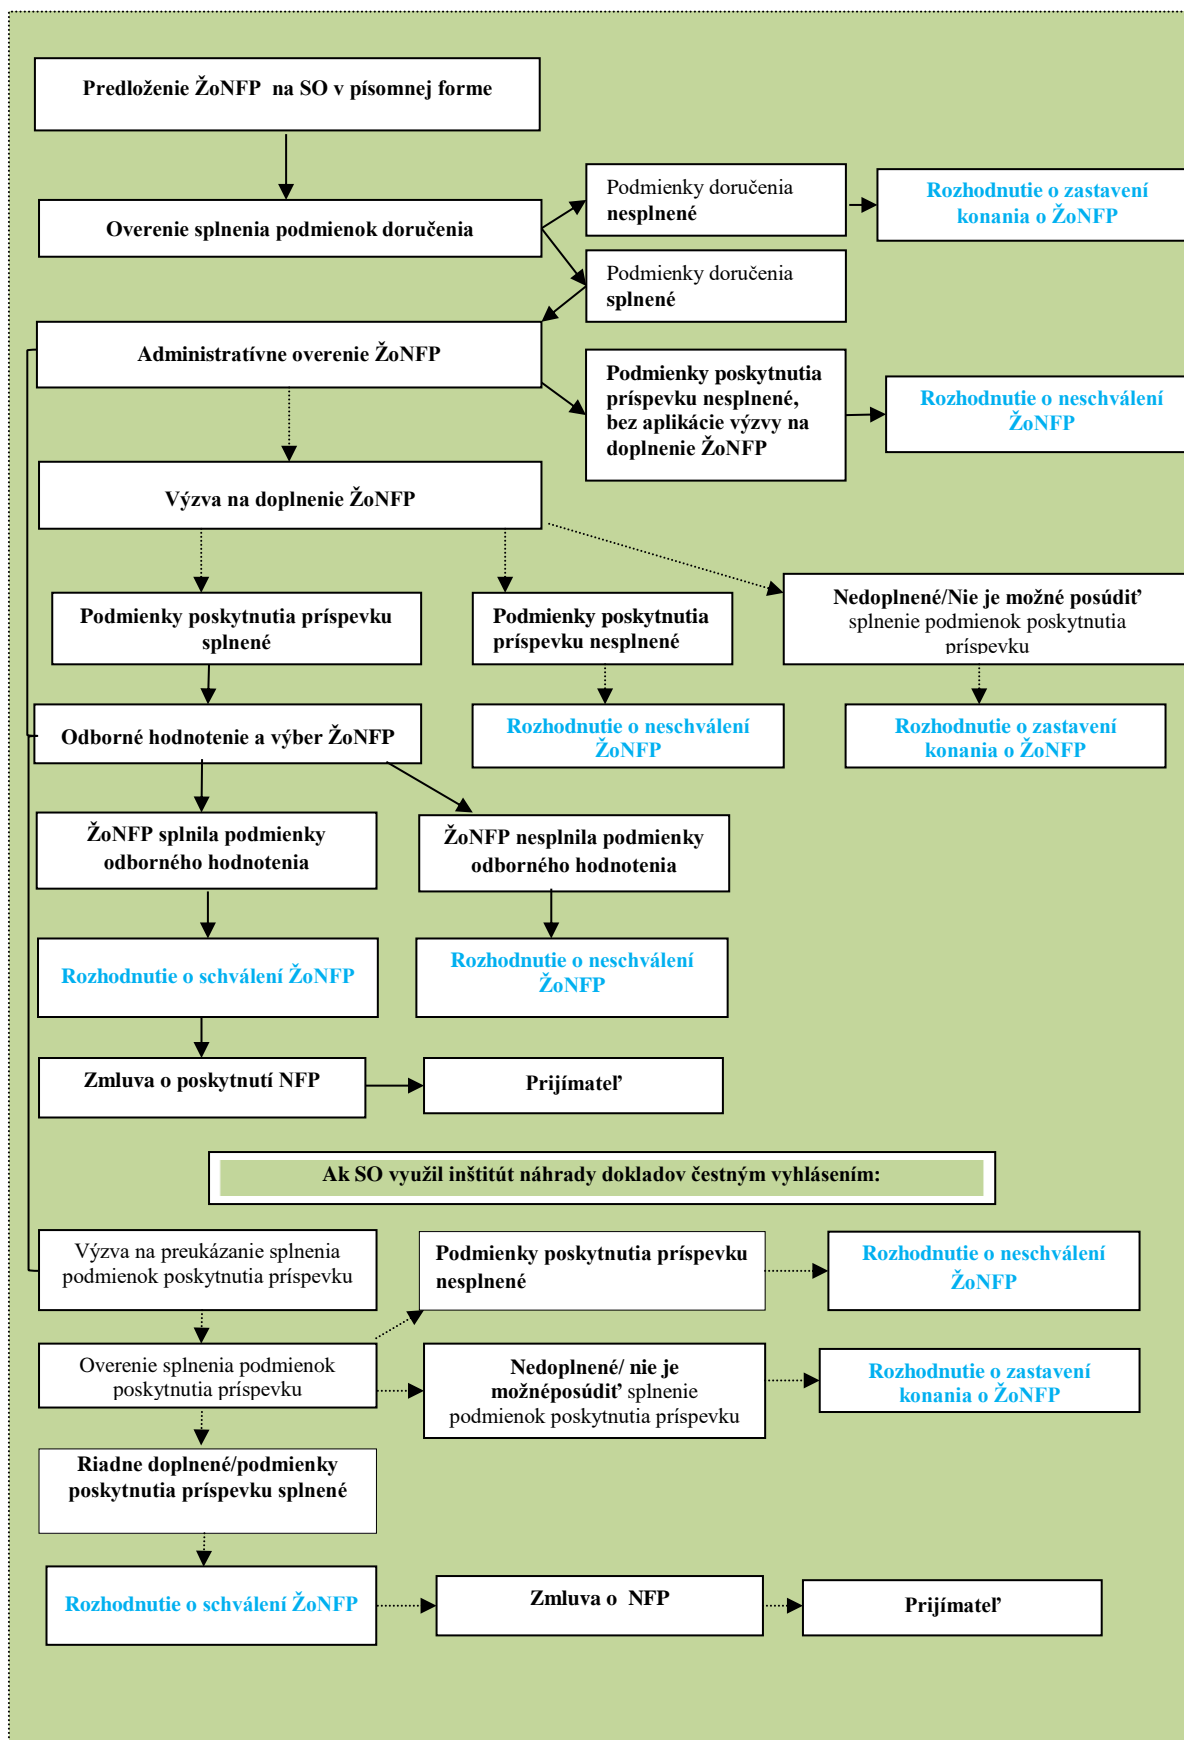 Predloženie ŽoNFP na SO v písomnej forme
Podmienky doručenia
nesplnené
Rozhodnutie o zastavení
konania o ŽoNFP
Overenie splnenia podmienok doručenia
Podmienky doručenia
splnené
Administratívne overenie ŽoNFP
Podmienky poskytnutia
príspevku nesplnené,
bez aplikácie výzvy na
doplnenie ŽoNFP
Rozhodnutie o neschválení
ŽoNFP
Výzva na doplnenie ŽoNFP
Podmienky poskytnutia príspevku
splnené
Podmienky poskytnutia
príspevku nesplnené
Nedoplnené/Nie je možné posúdiť
splnenie podmienok poskytnutia
príspevku
Odborné hodnotenie a výber ŽoNFP
Rozhodnutie o neschválení
ŽoNFP
Rozhodnutie o zastavení
konania o ŽoNFP
ŽoNFP splnila podmienky
odborného hodnotenia
ŽoNFP nesplnila podmienky
odborného hodnotenia
Rozhodnutie o schválení ŽoNFP
Rozhodnutie o neschválení
ŽoNFP
Zmluva o poskytnutí NFP
Prijímateľ
Ak SO využil inštitút náhrady dokladov čestným vyhlásením:
Výzva na preukázanie splnenia
podmienok poskytnutia príspevku
Podmienky poskytnutia príspevku
nesplnené
Rozhodnutie o neschválení
ŽoNFP
Overenie splnenia podmienok
poskytnutia príspevku
Nedoplnené/ nie je
možnéposúdiť splnenie
podmienok poskytnutia príspevku
Rozhodnutie o zastavení
konania o ŽoNFP
Riadne doplnené/podmienky
poskytnutia príspevku splnené
Rozhodnutie o schválení ŽoNFP
Zmluva o NFP
Prijímateľ